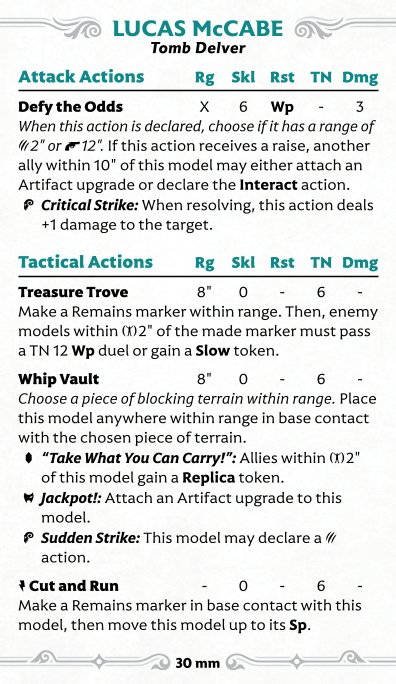 LUCAS McCABE
Tomb Delver
Attack Actions Rg Skl Rst TN Dmg
Defy the Odds X 6 Wp - 3
When this action is declared, choose if it has a range of
2" or 12". If this action receives a raise, another
ally within 10" of this model may either attach an
Artifact upgrade or declare the Interact action.
Critical Strike: When resolving, this action deals
+1 damage to the target.
Tactical Actions Rg Skl Rst TN Dmg
Treasure Trove 8" 0 - 6 -
Make a Remains marker within range. Then, enemy
models within 2" of the made marker must pass
a TN 12 Wp duel or gain a Slow token.
Whip Vault 8" 0 - 6 -
Choose a piece of blocking terrain within range. Place
this model anywhere within range in base contact
with the chosen piece of terrain.
“Take What You Can Carry!”: Allies within 2"
of this model gain a Replica token.
Jackpot!: Attach an Artifact upgrade to this
model.
Sudden Strike: This model may declare a
action.
Cut and Run - 0 - 6 -
Make a Remains marker in base contact with this
model, then move this model up to its Sp.
30 mm